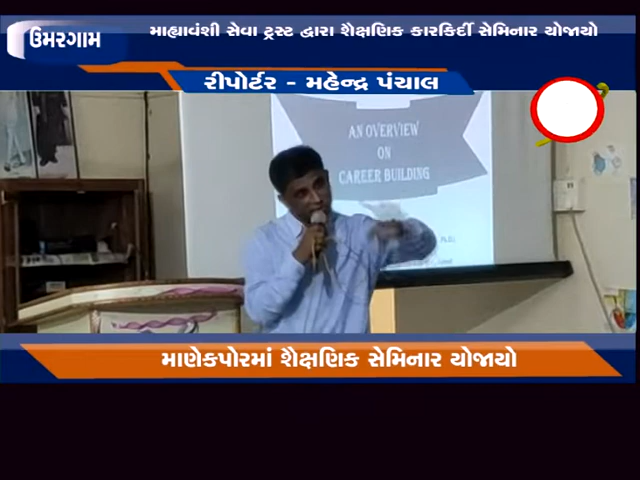 ઉમરગામ
માહ્યાવંશી સેવા ટ્રસ્ટ દ્વારા શૈક્ષણિક કારકિર્દી સેમિનાર યોજાયો
રીપોર્ટર - મહેન્દ્ર પંચાલ
AN OVERVIEW
ON
CAREER BUILDING
માણેકપોરમાં શૈક્ષણિક સેમિનાર યોજાયો